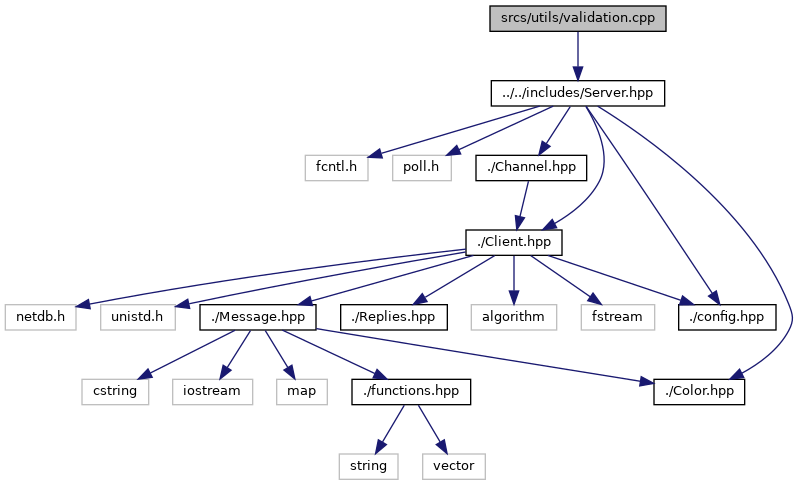 srcs/utils/validation.cpp
../../includes/Server.hpp
fcntl.h
poll.h
./Channel.hpp
./Client.hpp
netdb.h
unistd.h
./Message.hpp
./Replies.hpp
algorithm
fstream
./config.hpp
cstring
iostream
map
./functions.hpp
./Color.hpp
string
vector